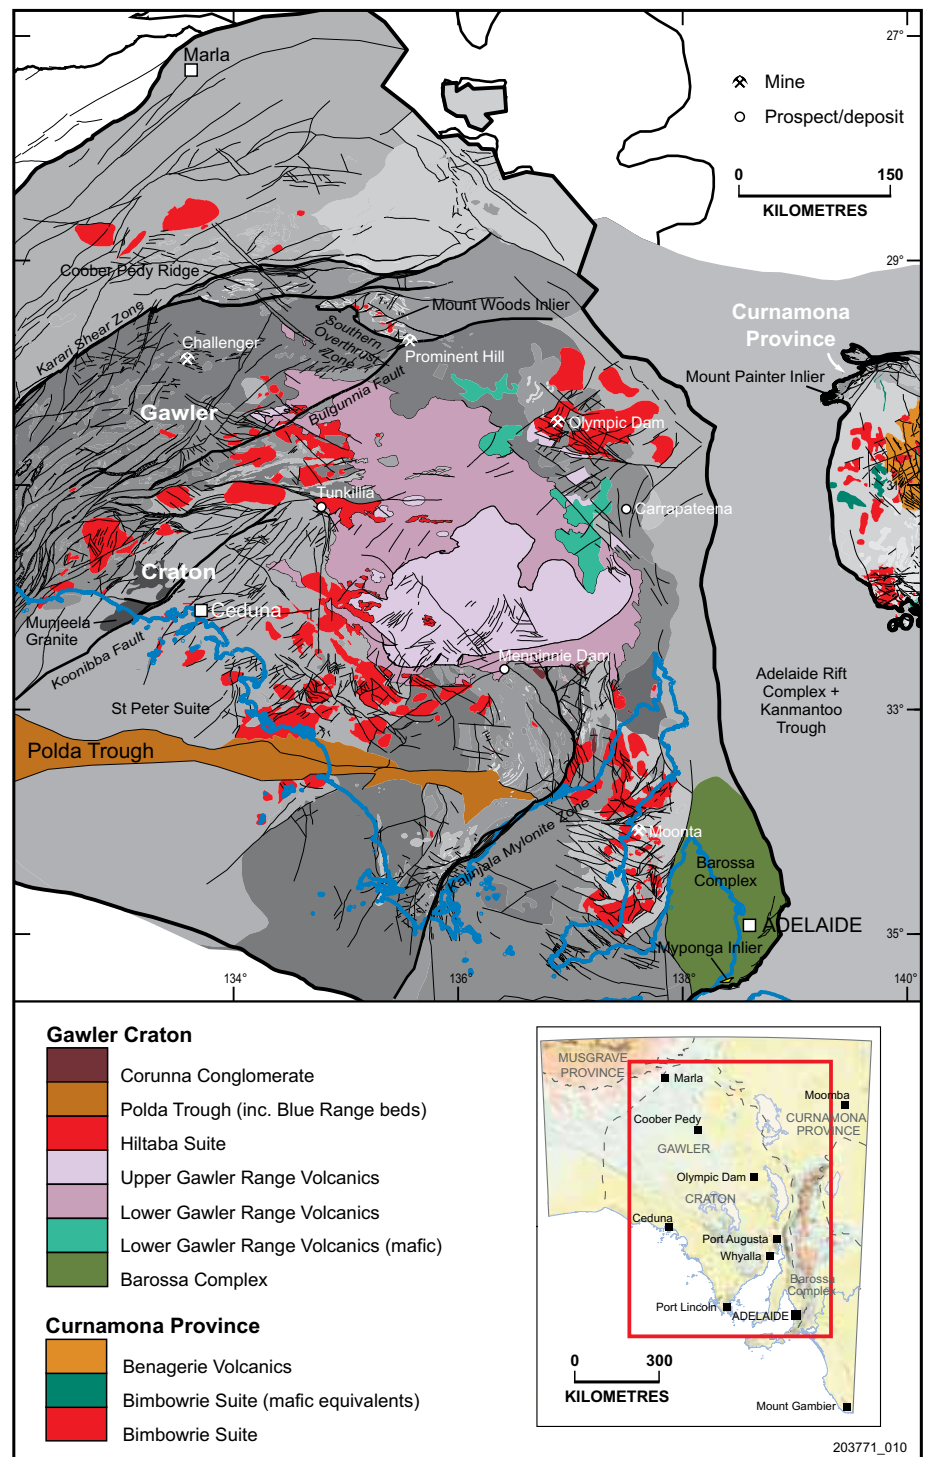 Marla
27°
Mine
Prospect/deposit
0 150
KILOMETRES
29°
Coober Pedy Ridge
Karari Shear Zone
Mount Woods Inlier
Southern
Overthrust
Zone
Challenger
Prominent Hill
Curnamona
Province
Mount Painter Inlier
Bulgunnia Fault
Gawler
Olympic Dam
Tunkillia
Carrapateena
Craton
Ceduna
Munjeela
Granite
Koonibba Fault
Menninnie Dam
Adelaide Rift
Complex +
Kanmantoo
Trough
St Peter Suite
33°
Polda Trough
Kalinjala Mylonite Zone
Moonta
Barossa
Complex
ADELAIDE
35°
Myponga Inlier
134°
136°
138°
140°
Gawler Craton
Corunna Conglomerate
Polda Trough (inc. Blue Range beds)
Hiltaba Suite
Upper Gawler Range Volcanics
Lower Gawler Range Volcanics
Lower Gawler Range Volcanics (mafic)
Barossa Complex
Curnamona Province
Benagerie Volcanics
Bimbowrie Suite (mafic equivalents)
Bimbowrie Suite
MUSGRAVE
PROVINCE
Marla
Moomba
Coober Pedy
CURNAMONA
PROVINCE
GAWLER
Olympic Dam
CRATON
Ceduna
Port Augusta
Whyalla
Barossa
Complex
Port Lincoln
ADELAIDE
0 300
KILOMETRES
Mount Gambier
203771_010